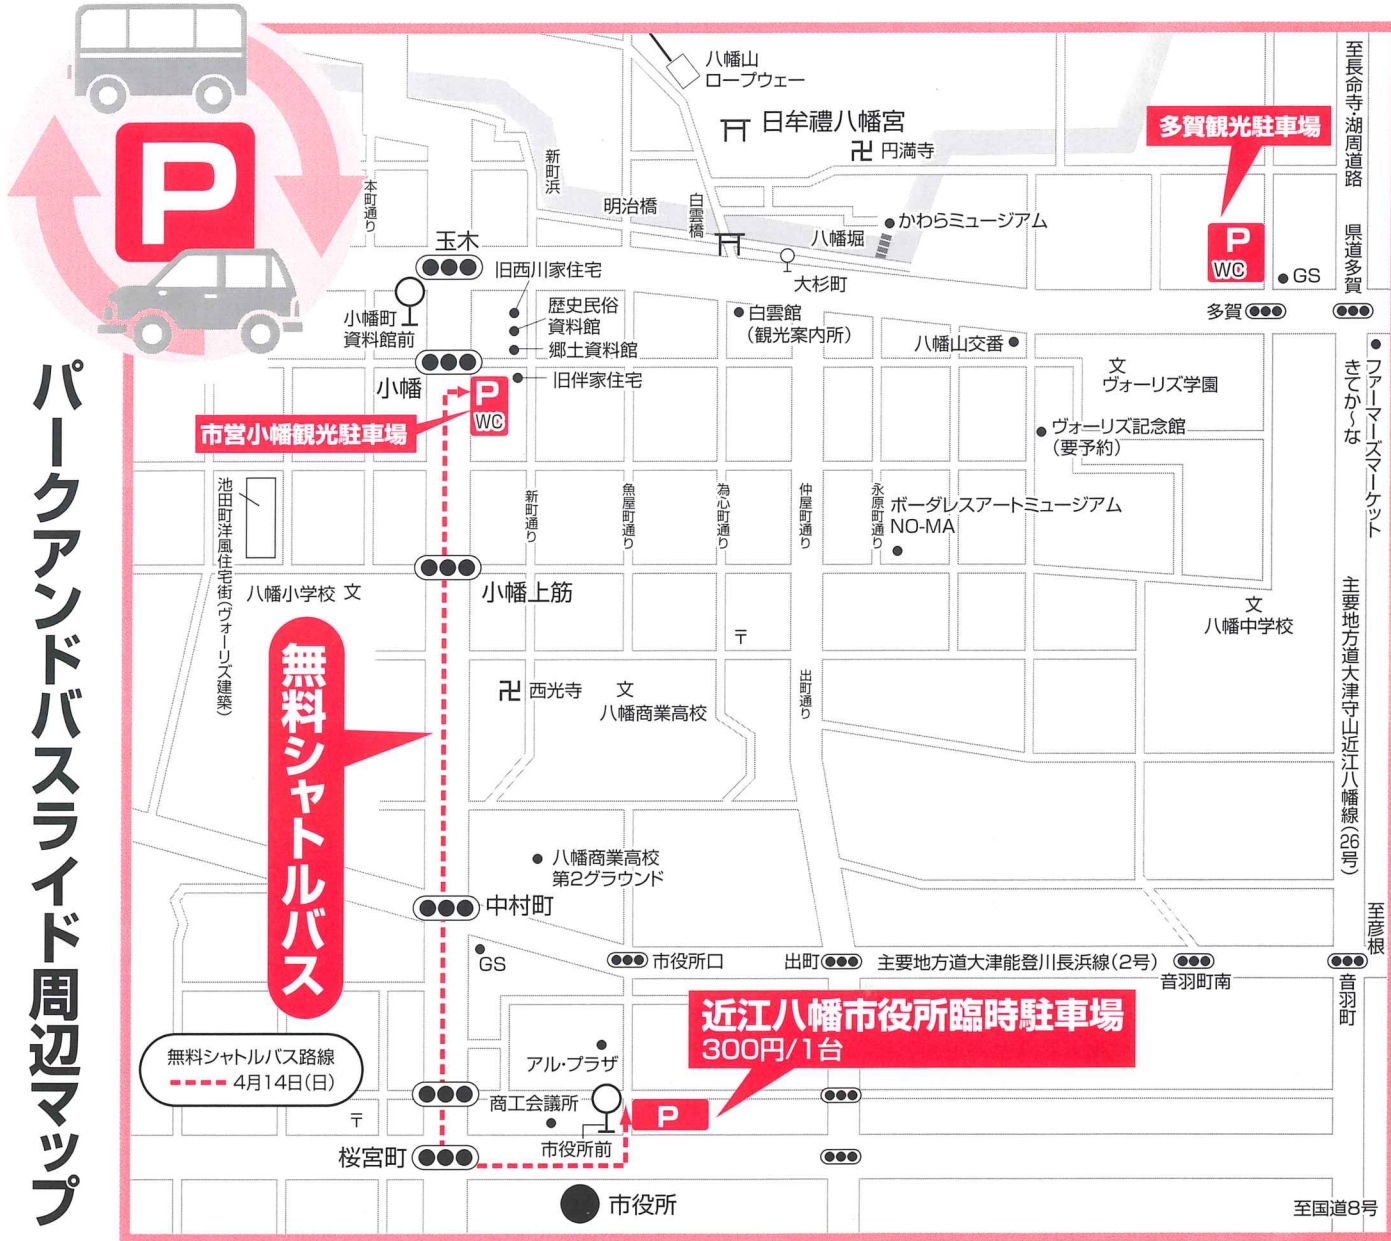 P
パークアンドバスライド周辺マップ
八幡山
ロープウェー
日牟禮八幡宮
円満寺
多賀観光駐車場
至長命寺・湖周道路
県道多賀
本町通り
新町浜
明治橋
白雲橋
八幡堀
かわらミュージアム
P
WC
GS
多賀
玉木
旧西川家住宅
歴史民俗
資料館
郷土資料館
旧伴家住宅
小幡町
資料館前
小幡
P
WC
市営小幡観光駐車場
大杉町
白雲館
(観光案内所)
八幡山交番
文
ヴォーリズ学園
ヴォーリズ記念館
(要予約)
ファーマーズマーケット
きてか～な
池田町洋風住宅街(ヴォーリズ建築)
新町通り
魚屋町通り
為心町通り
仲屋町通り
永原町通り
ボーダレスアートミュージアム
NO-MA
八幡小学校 文
小幡上筋
〒
文
八幡中学校
主要地方道大津守山近江八幡線(26号)
無料シャトルバス
卍 西光寺
文
八幡商業高校
出町通り
八幡商業高校
第2グラウンド
中村町
GS
市役所口
出町
主要地方道大津能登川長浜線(2号)
音羽町南
音羽町
至彦根
近江八幡市役所臨時駐車場
300円/1台
無料シャトルバス路線
4月14日(日)
アル・プラザ
商工会議所
市役所前
P
〒
桜宮町
市役所
至国道8号